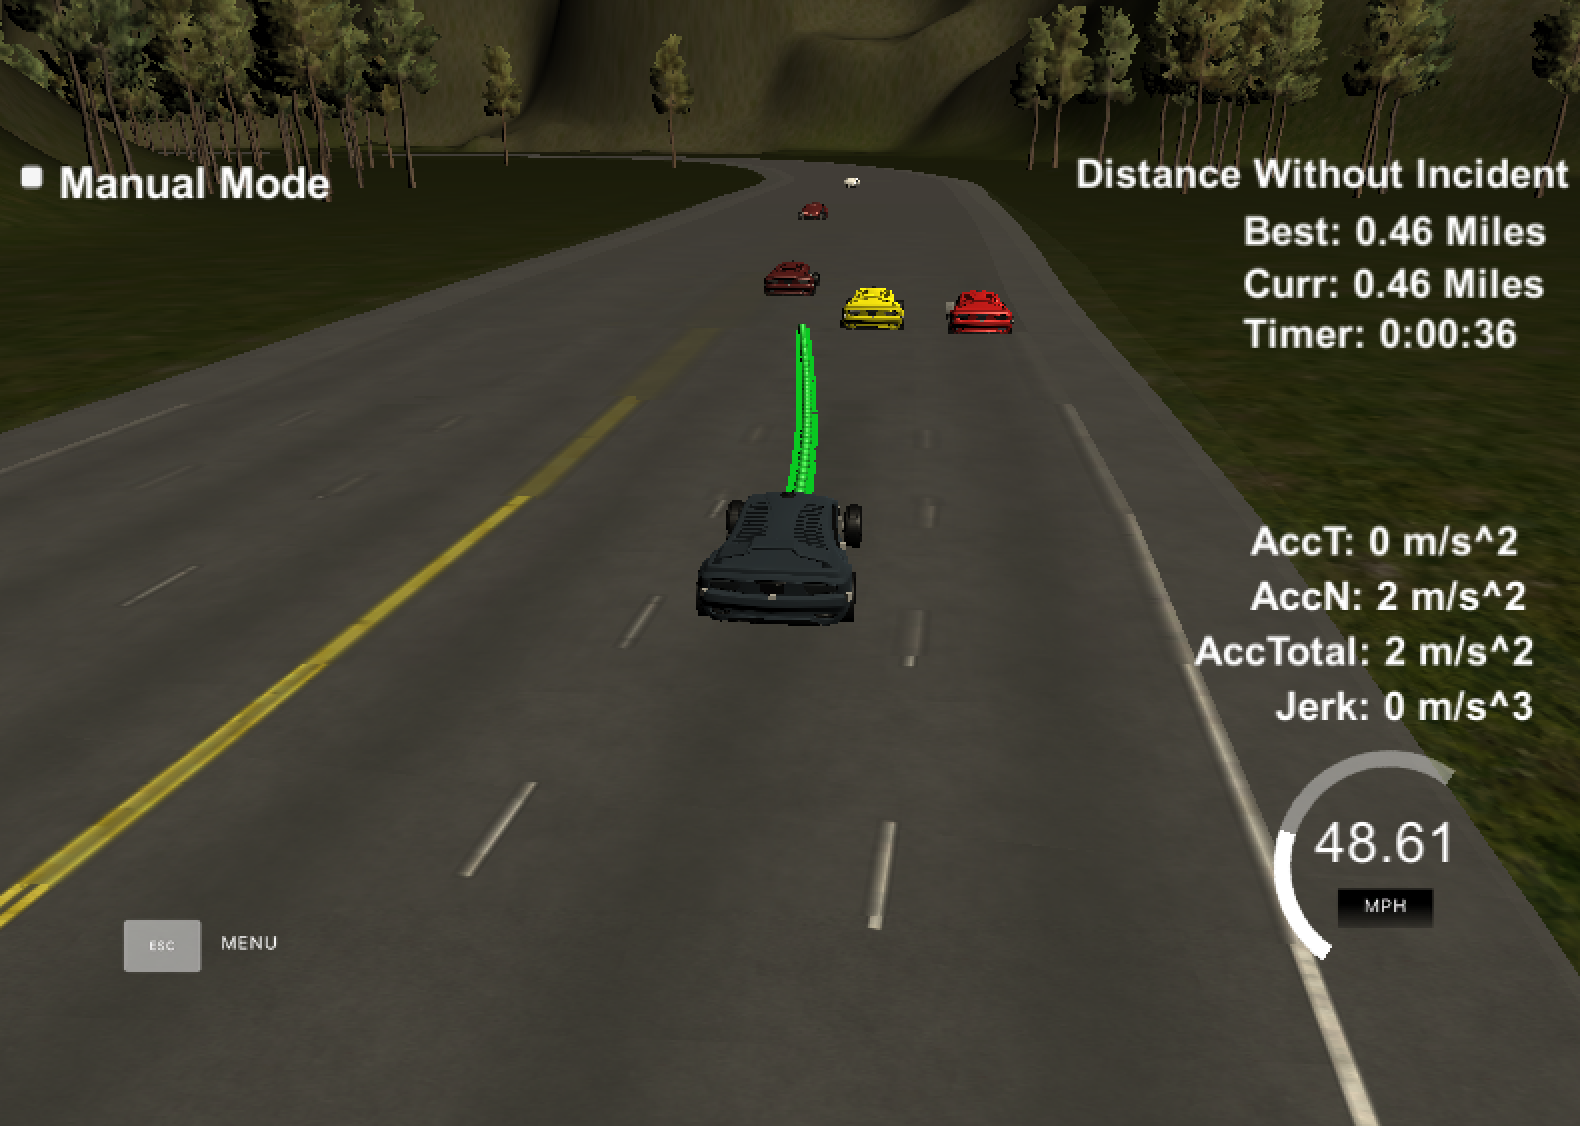 Manual Mode
Distance Without Incident
Best: 0.46 Miles
Curr: 0.46 Miles
Timer: 0:00:36
AccT: 0 m/s^2
AccN: 2 m/s^2
AccTotal: 2 m/s^2
Jerk: 0 m/s^3
48.61
MPH
ESC MENU